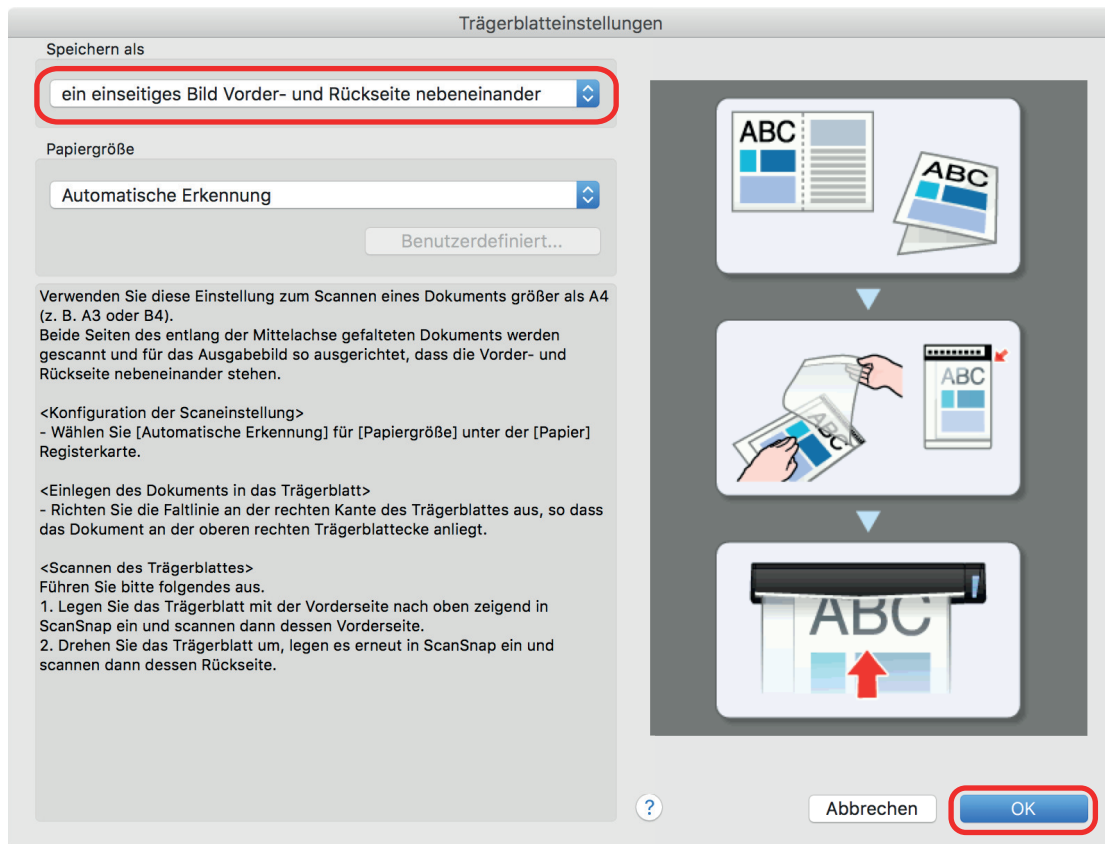 Trägerblatteinstellungen
Speichern als
ein einseitiges Bild Vorder- und Rückseite nebeneinander
Papiergröße
Automatische Erkennung
Benutzerdefiniert...
Verwenden Sie diese Einstellung zum Scannen eines Dokuments größer als A4
(z. B. A3 oder B4).
Beide Seiten des entlang der Mittelachse gefalteten Dokuments werden
gescannt und für das Ausgabebild so ausgerichtet, dass die Vorder- und
Rückseite nebeneinander stehen.
<Konfiguration der Scaneinstellung>
- Wählen Sie [Automatische Erkennung] für [Papiergröße] unter der [Papier]
Registerkarte.
<Einlegen des Dokuments in das Trägerblatt>
- Richten Sie die Faltlinie an der rechten Kante des Trägerblattes aus, so dass
das Dokument an der oberen rechten Trägerblattecke anliegt.
<Scannen des Trägerblattes>
Führen Sie bitte folgendes aus.
1. Legen Sie das Trägerblatt mit der Vorderseite nach oben zeigend in
ScanSnap ein und scannen dann dessen Vorderseite.
2. Drehen Sie das Trägerblatt um, legen es erneut in ScanSnap ein und
scannen dann dessen Rückseite.
ABC
ABC
ABC
ABC
ABC
?
Abbrechen
OK